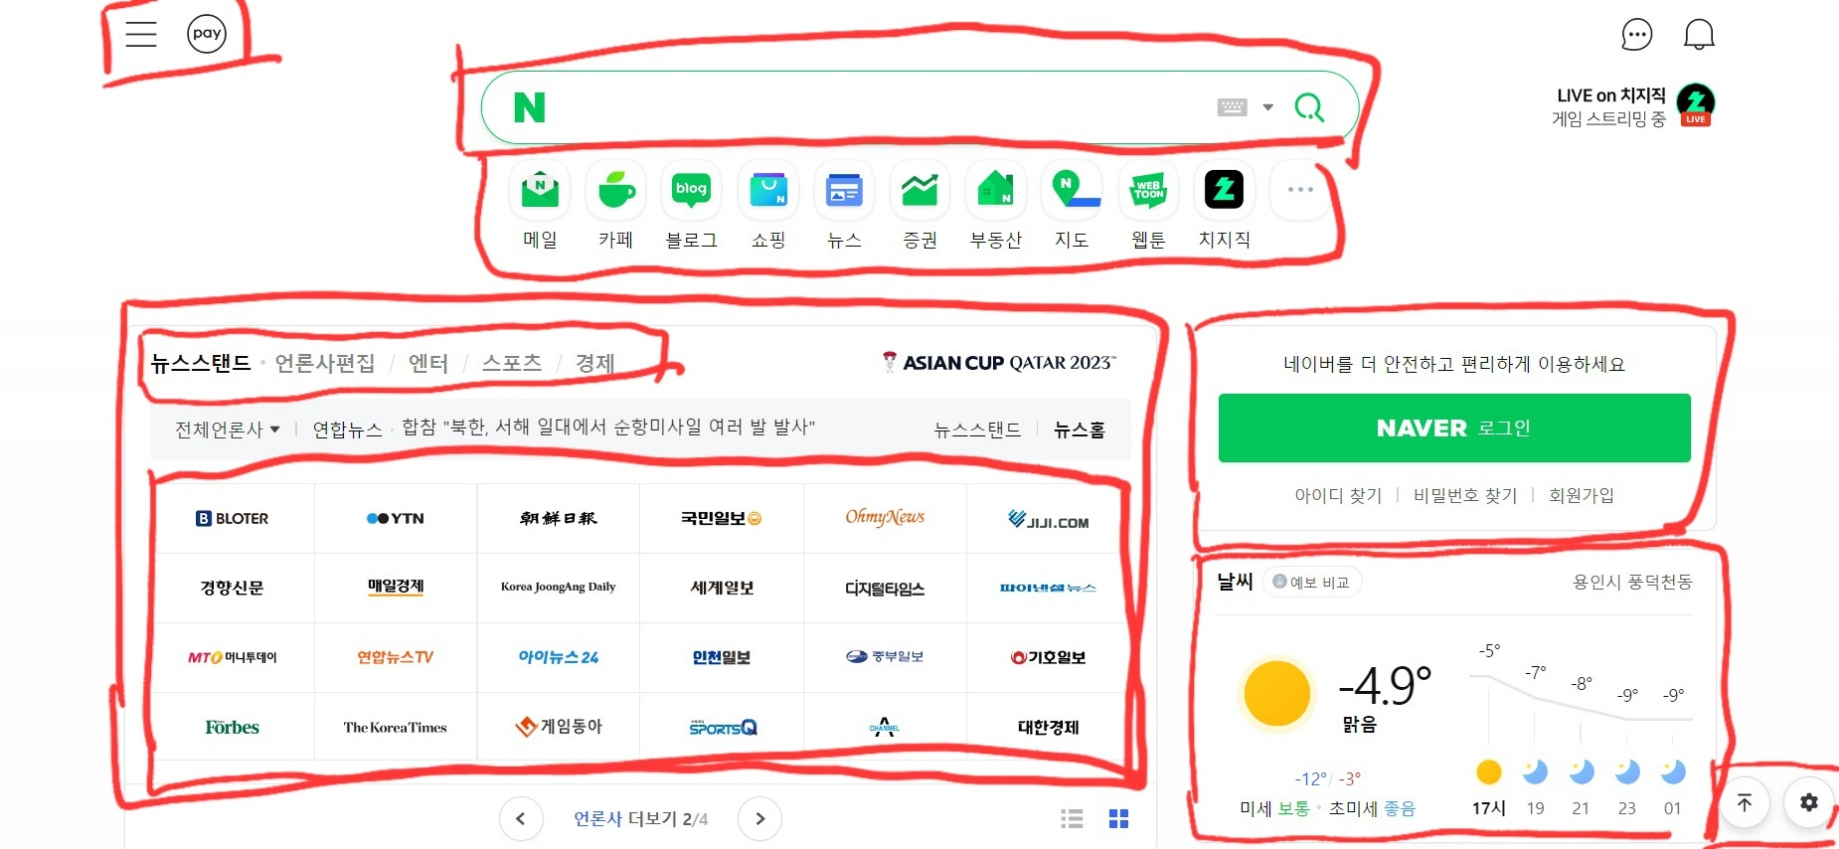 pay
N
LIVE on 치지직
게임 스트리밍 중
LIVE
N blog N N N WEB TOON
메일 카페 블로그 쇼핑 뉴스 증권 부동산 지도 웹툰 치지직
뉴스스탠드 · 언론사편집 / 엔터 / 스포츠 / 경제
ASIAN CUP QATAR 2023™
전체언론사 | 연합뉴스 · 합참 "북한, 서해 일대에서 순항미사일 여러 발 발사" 뉴스스탠드 | 뉴스홈
B BLOTER YTN 朝鮮日報 국민일보 OhmyNews JIJI.COM
경향신문 매일경제 Korea JoongAng Daily 세계일보 디지털타임스 파이낸셜뉴스
MTO 머니투데이 연합뉴스TV 아이뉴스24 인천일보 중부일보 기호일보
Forbes The Korea Times 게임동아 SPORTSQ CHANNEL A 대한경제
언론사 더보기 2/4
네이버를 더 안전하고 편리하게 이용하세요
NAVER 로그인
아이디 찾기 | 비밀번호 찾기 | 회원가입
날씨 예보 비교 용인시 풍덕천동
-4.9°
맑음
-12°/ -3°
미세 보통 · 초미세 좋음
-5° -7° -8° -9° -9°
17시 19 21 23 01